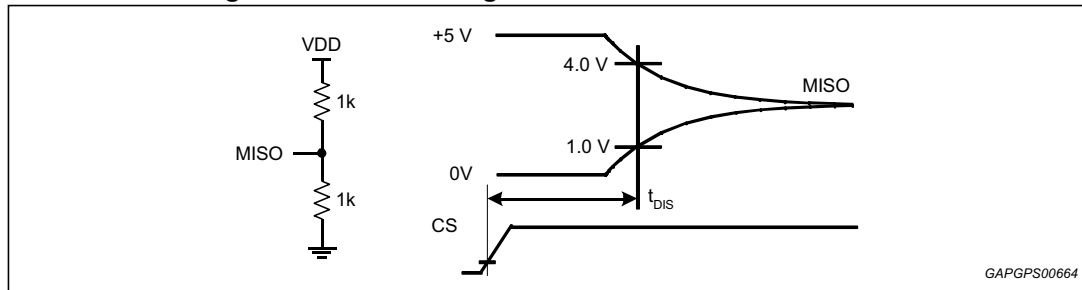 VDD
1k
MISO
1k
+5 V
4.0 V
MISO
1.0 V
0V
tDIS
CS
GAPGPS00664